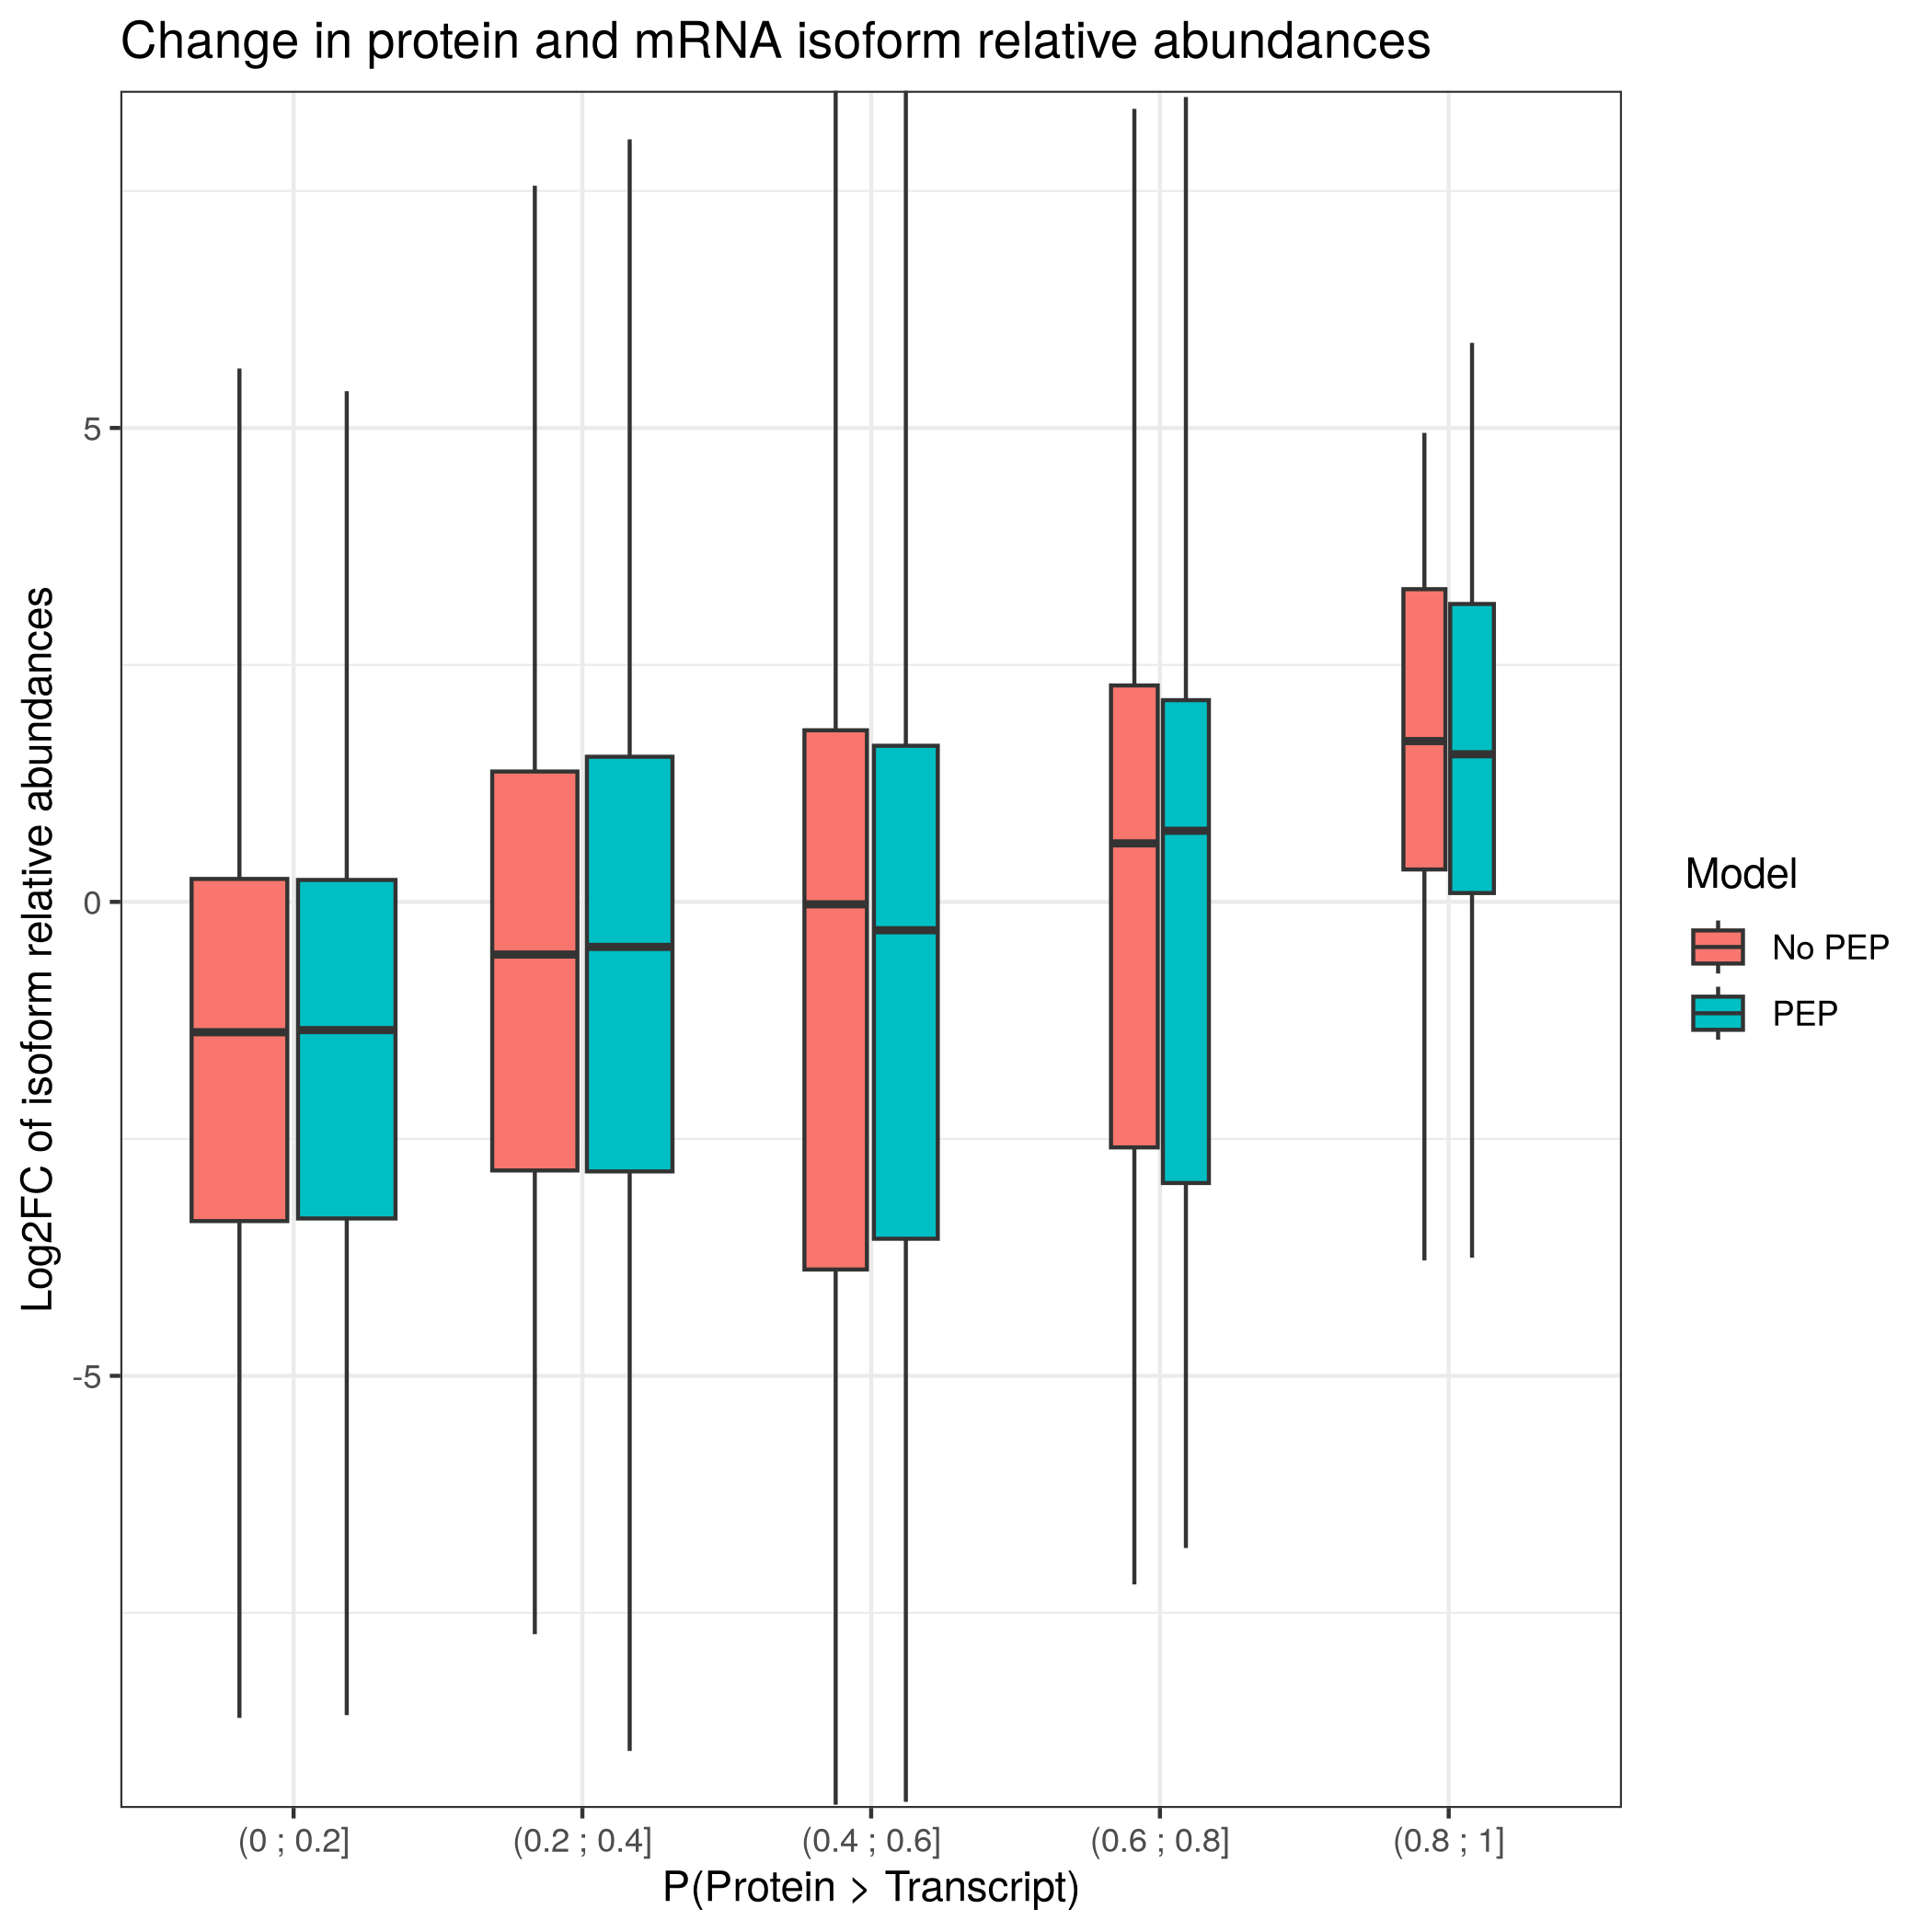 Change in protein and mRNA isoform relative abundances
Log2FC of isoform relative abundances
5
0
-5
(0 ; 0.2]
(0.2 ; 0.4]
(0.4 ; 0.6]
(0.6 ; 0.8]
(0.8 ; 1]
P(Protein > Transcript)
Model
No PEP
PEP